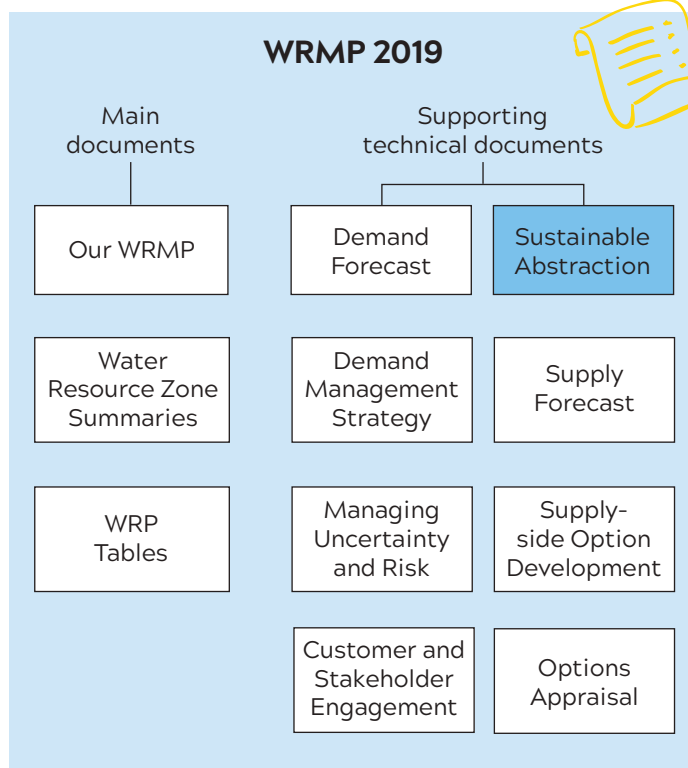 WRMP 2019
Main
documents
Supporting
technical documents
Our WRMP
Demand
Forecast
Sustainable
Abstraction
Water
Resource Zone
Summaries
Demand
Management
Strategy
Supply
Forecast
WRP
Tables
Managing
Uncertainty
and Risk
Supply-
side Option
Development
Customer and
Stakeholder
Engagement
Options
Appraisal